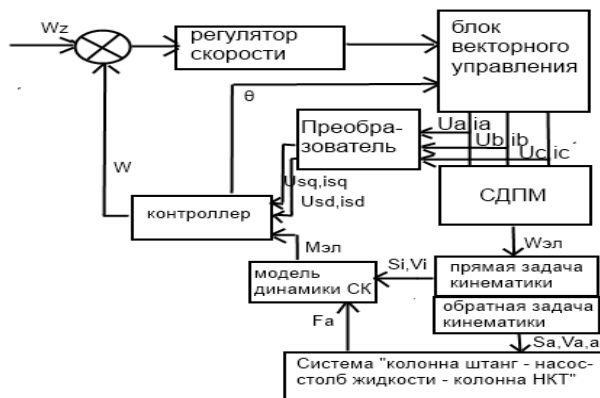 Wz
регулятор
скорости
блок
векторного
управления
θ
Преобра-
зователь
Ua ia
Ub ib
Uc ic
W
Usq,isq
Usd,isd
контроллер
СДПМ
Мэл
Wэл
Si,Vi
модель
динамики СК
прямая задача
кинематики
обратная задача
кинематики
Fa
Sa,Va,a
Система "колонна штанг - насос-
столб жидкости - колонна НКТ"